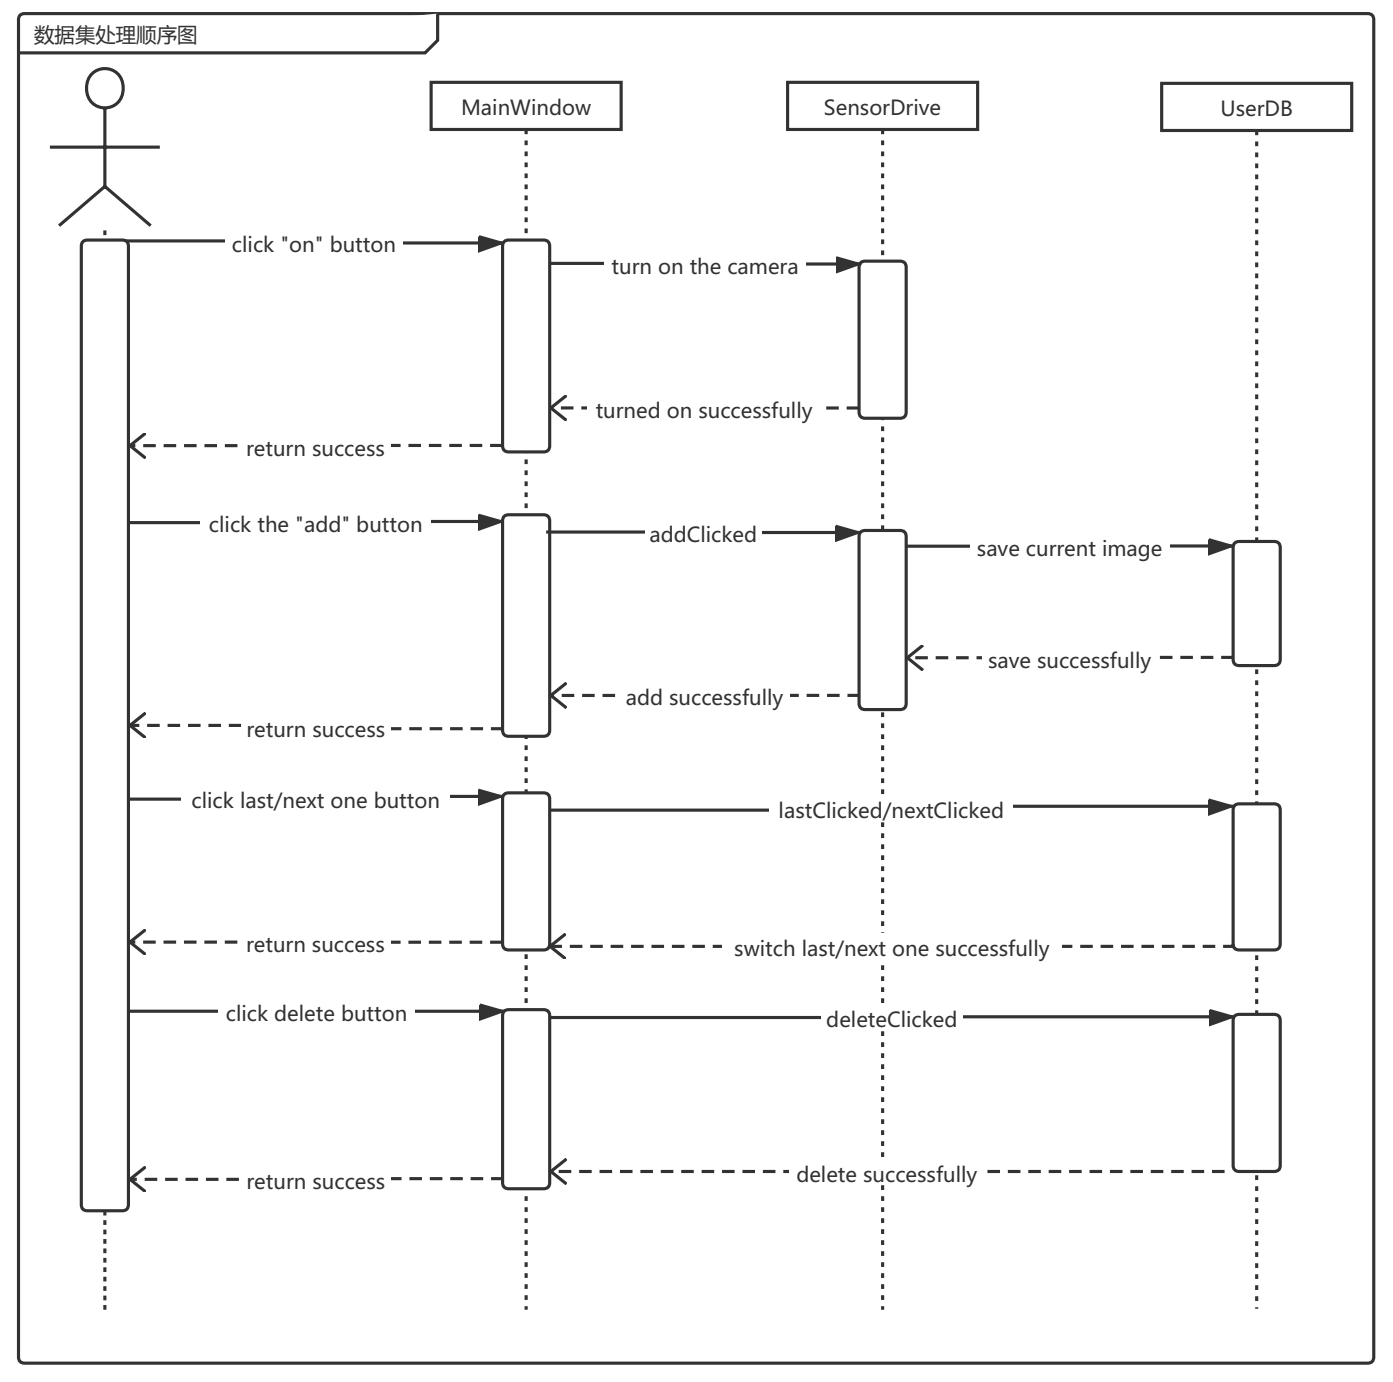 数据集处理顺序图
MainWindow
SensorDrive
UserDB
click "on" button
turn on the camera
turned on successfully
return success
click the "add" button
addClicked
save current image
save successfully
add successfully
return success
click last/next one button
lastClicked/nextClicked
return success
switch last/next one successfully
click delete button
deleteClicked
delete successfully
return success